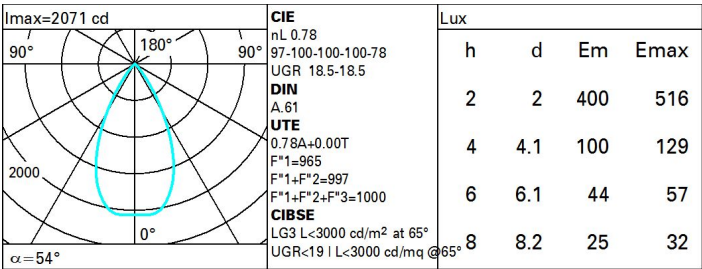 Imax=2071 cd
90°
180°
90°
2000
0°
α=54°
CIE
nL 0.78
97-100-100-100-78
UGR 18.5-18.5
DIN
A.61
UTE
0.78A+0.00T
F"1=965
F"1+F"2=997
F"1+F"2+F"3=1000
CIBSE
LG3 L<3000 cd/m² at 65°
UGR<19 | L<3000 cd/mq @65°
Lux
h d Em Emax
2 2 400 516
4 4.1 100 129
6 6.1 44 57
8 8.2 25 32